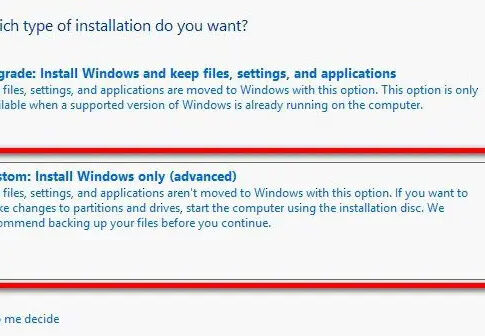 ich type of installation do you want?
grade: Install Windows and keep files, settings, and applications
files, settings, and applications are moved to Windows with this option. This option is only
ilable when a supported version of Windows is already running on the computer.
stom: Install Windows only (advanced)
files, settings, and applications aren't moved to Windows with this option. If you want to
ke changes to partitions and drives, start the computer using the installation disc. We
ommend backing up your files before you continue.
me decide